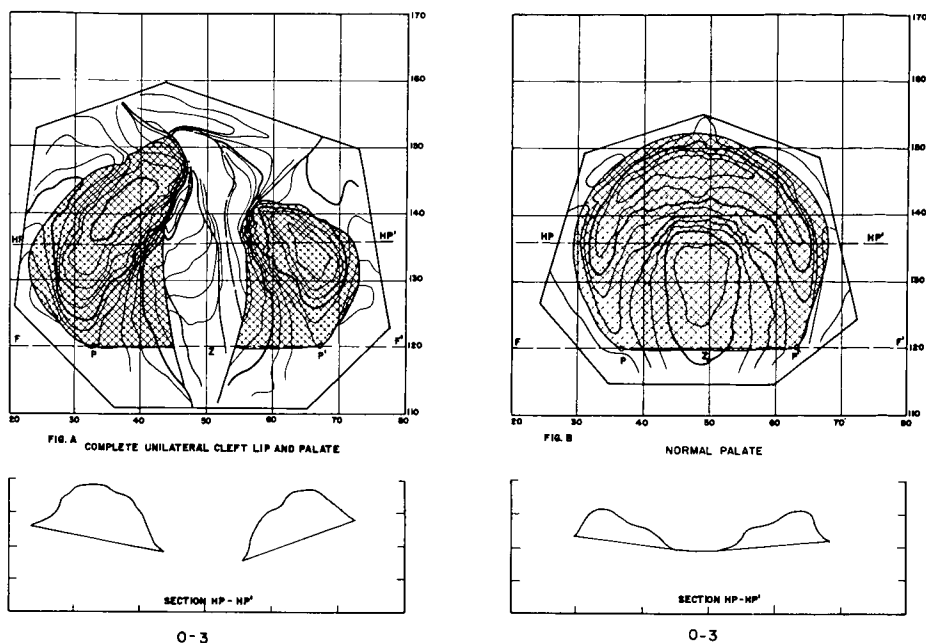 170
160
150
140
130
120
110
HP
HP'
F
F'
P
Z
P'
20 30 40 50 60 70 80
FIG. A COMPLETE UNILATERAL CLEFT LIP AND PALATE
SECTION HP-HP'
0-3
170
160
150
140
130
120
110
HP
HP'
F
F'
P
Z
P'
20 30 40 50 60 70 80
FIG. B
NORMAL PALATE
SECTION HP-HP'
0-3